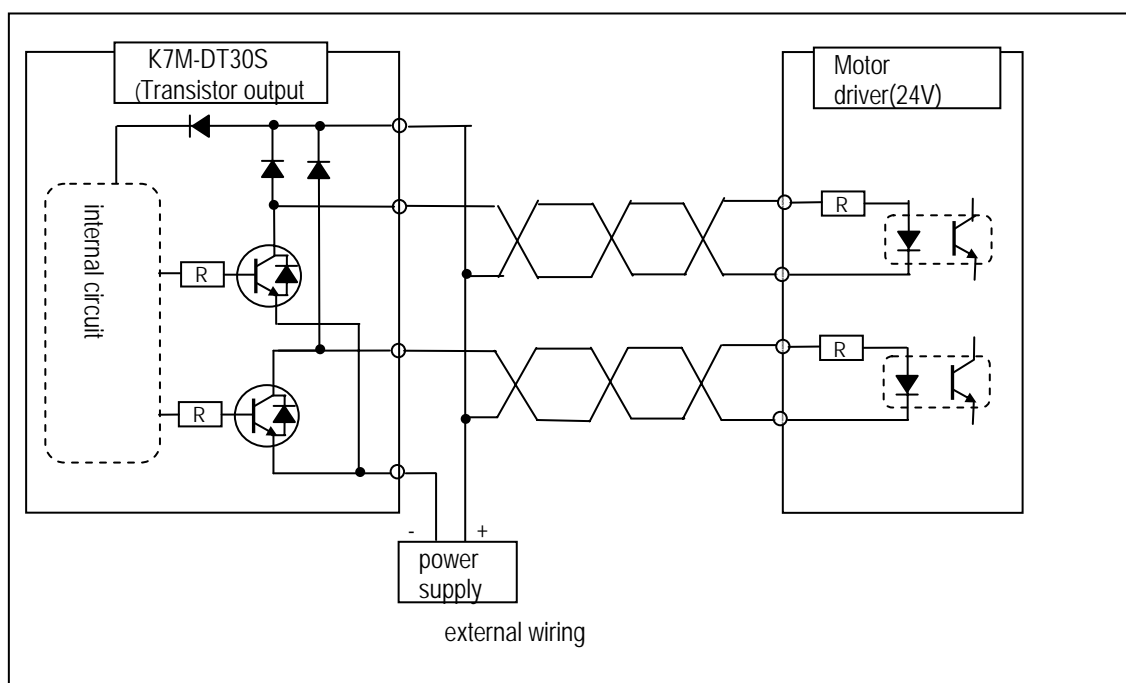 K7M-DT30S
(Transistor output
Motor
driver(24V)
internal circuit
R
R
R
R
- +
power
supply
external wiring